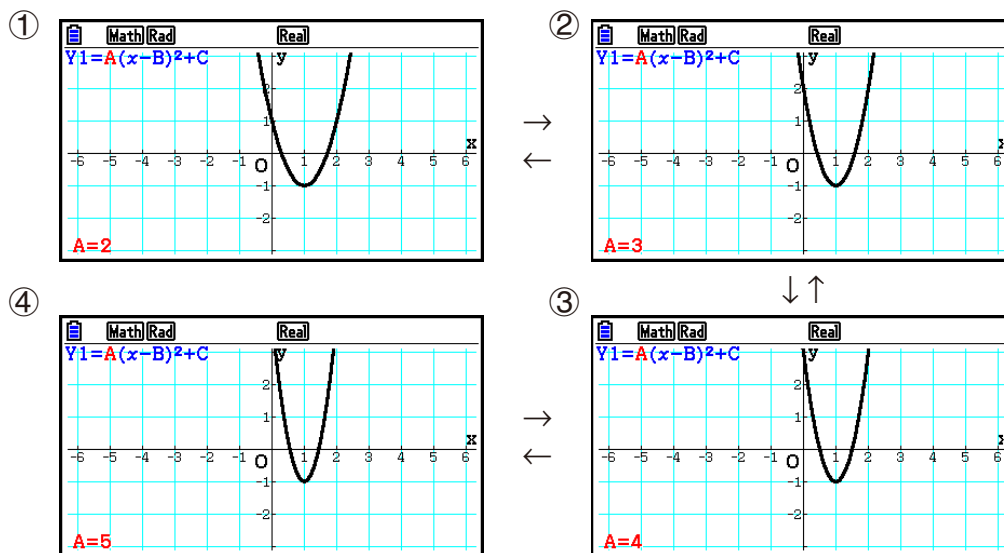 ①
Math Rad Real
Y1=A(x-B)²+C
y
2
1
x
-6 -5 -4 -3 -2 -1 O 1 2 3 4 5 6
-1
-2
A=2
→
←
②
Math Rad Real
Y1=A(x-B)²+C
y
2
1
x
-6 -5 -4 -3 -2 -1 O 1 2 3 4 5 6
-1
-2
A=3
↓↑
④
Math Rad Real
Y1=A(x-B)²+C
y
2
1
x
-6 -5 -4 -3 -2 -1 O 1 2 3 4 5 6
-1
-2
A=5
→
←
③
Math Rad Real
Y1=A(x-B)²+C
y
2
1
x
-6 -5 -4 -3 -2 -1 O 1 2 3 4 5 6
-1
-2
A=4